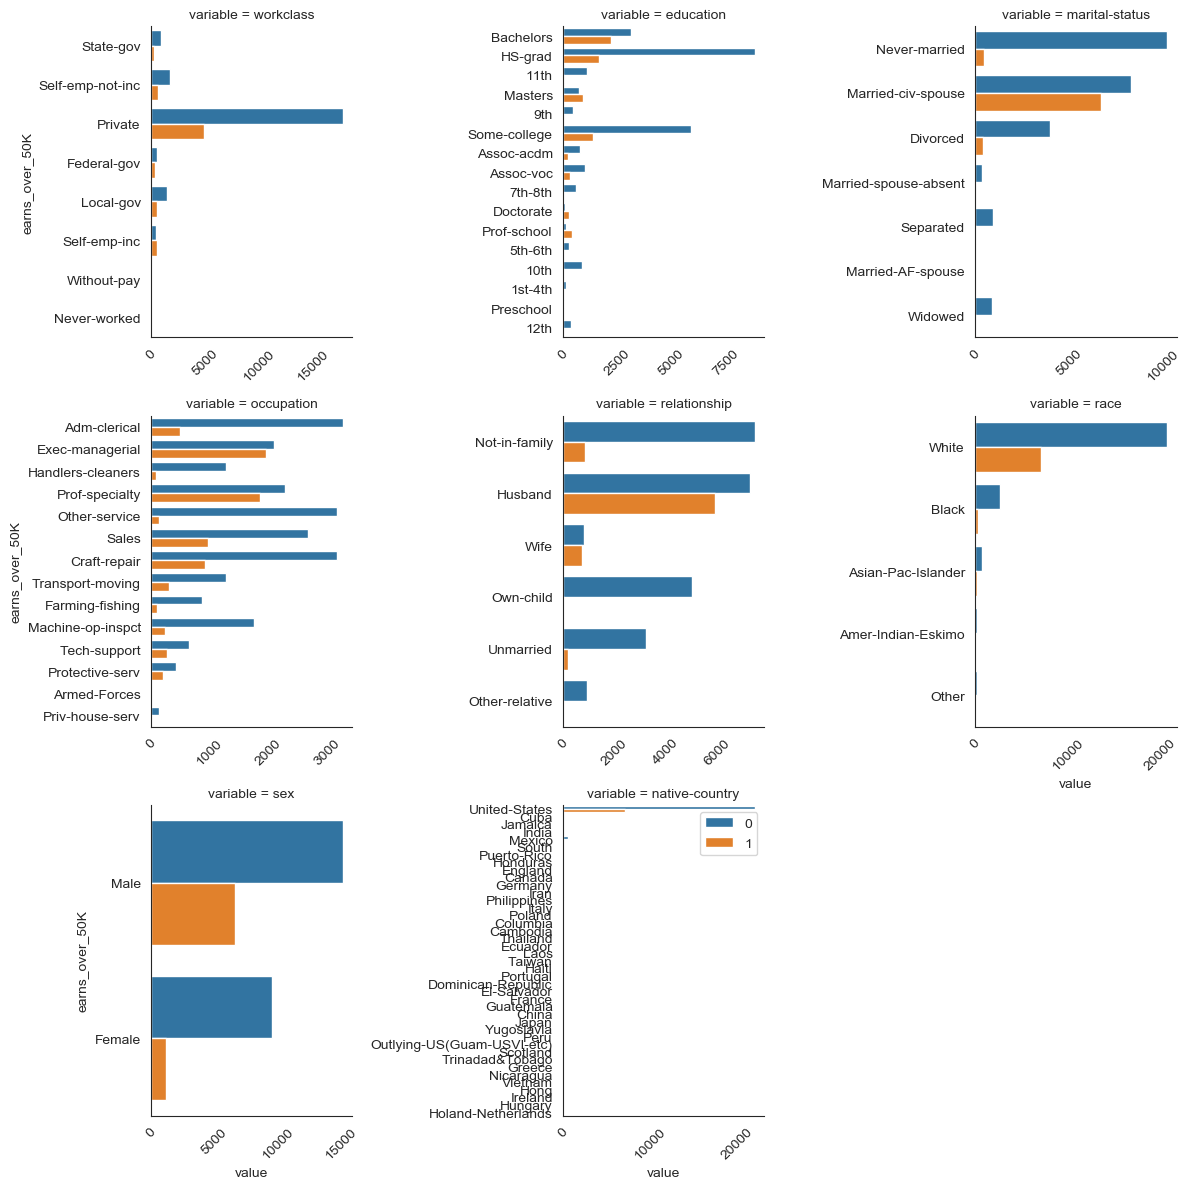 variable = workclass
earns_over_50K
State-gov
Self-emp-not-inc
Private
Federal-gov
Local-gov
Self-emp-inc
Without-pay
Never-worked
0
5000
10000
15000
variable = education
Bachelors
HS-grad
11th
Masters
9th
Some-college
Assoc-acdm
Assoc-voc
7th-8th
Doctorate
Prof-school
5th-6th
10th
1st-4th
Preschool
12th
0
2500
5000
7500
variable = marital-status
Never-married
Married-civ-spouse
Divorced
Married-spouse-absent
Separated
Married-AF-spouse
Widowed
0
5000
10000
variable = occupation
earns_over_50K
Adm-clerical
Exec-managerial
Handlers-cleaners
Prof-specialty
Other-service
Sales
Craft-repair
Transport-moving
Farming-fishing
Machine-op-inspct
Tech-support
Protective-serv
Armed-Forces
Priv-house-serv
0
1000
2000
3000
variable = relationship
Not-in-family
Husband
Wife
Own-child
Unmarried
Other-relative
0
2000
4000
6000
variable = race
White
Black
Asian-Pac-Islander
Amer-Indian-Eskimo
Other
0
10000
20000
value
variable = sex
earns_over_50K
Male
Female
0
5000
10000
15000
value
variable = native-country
United-States
Cuba
Jamaica
India
Mexico
South
Puerto-Rico
Honduras
England
Canada
Germany
Iran
Philippines
Italy
Poland
Columbia
Cambodia
Thailand
Ecuador
Laos
Taiwan
Haiti
Portugal
Dominican-Republic
El-Salvador
France
Guatemala
China
Japan
Yugoslavia
Peru
Outlying-US(Guam-USVI-etc)
Scotland
Trinadad&Tobago
Greece
Nicaragua
Vietnam
Hong
Ireland
Hungary
Holand-Netherlands
0
10000
20000
value
0
1